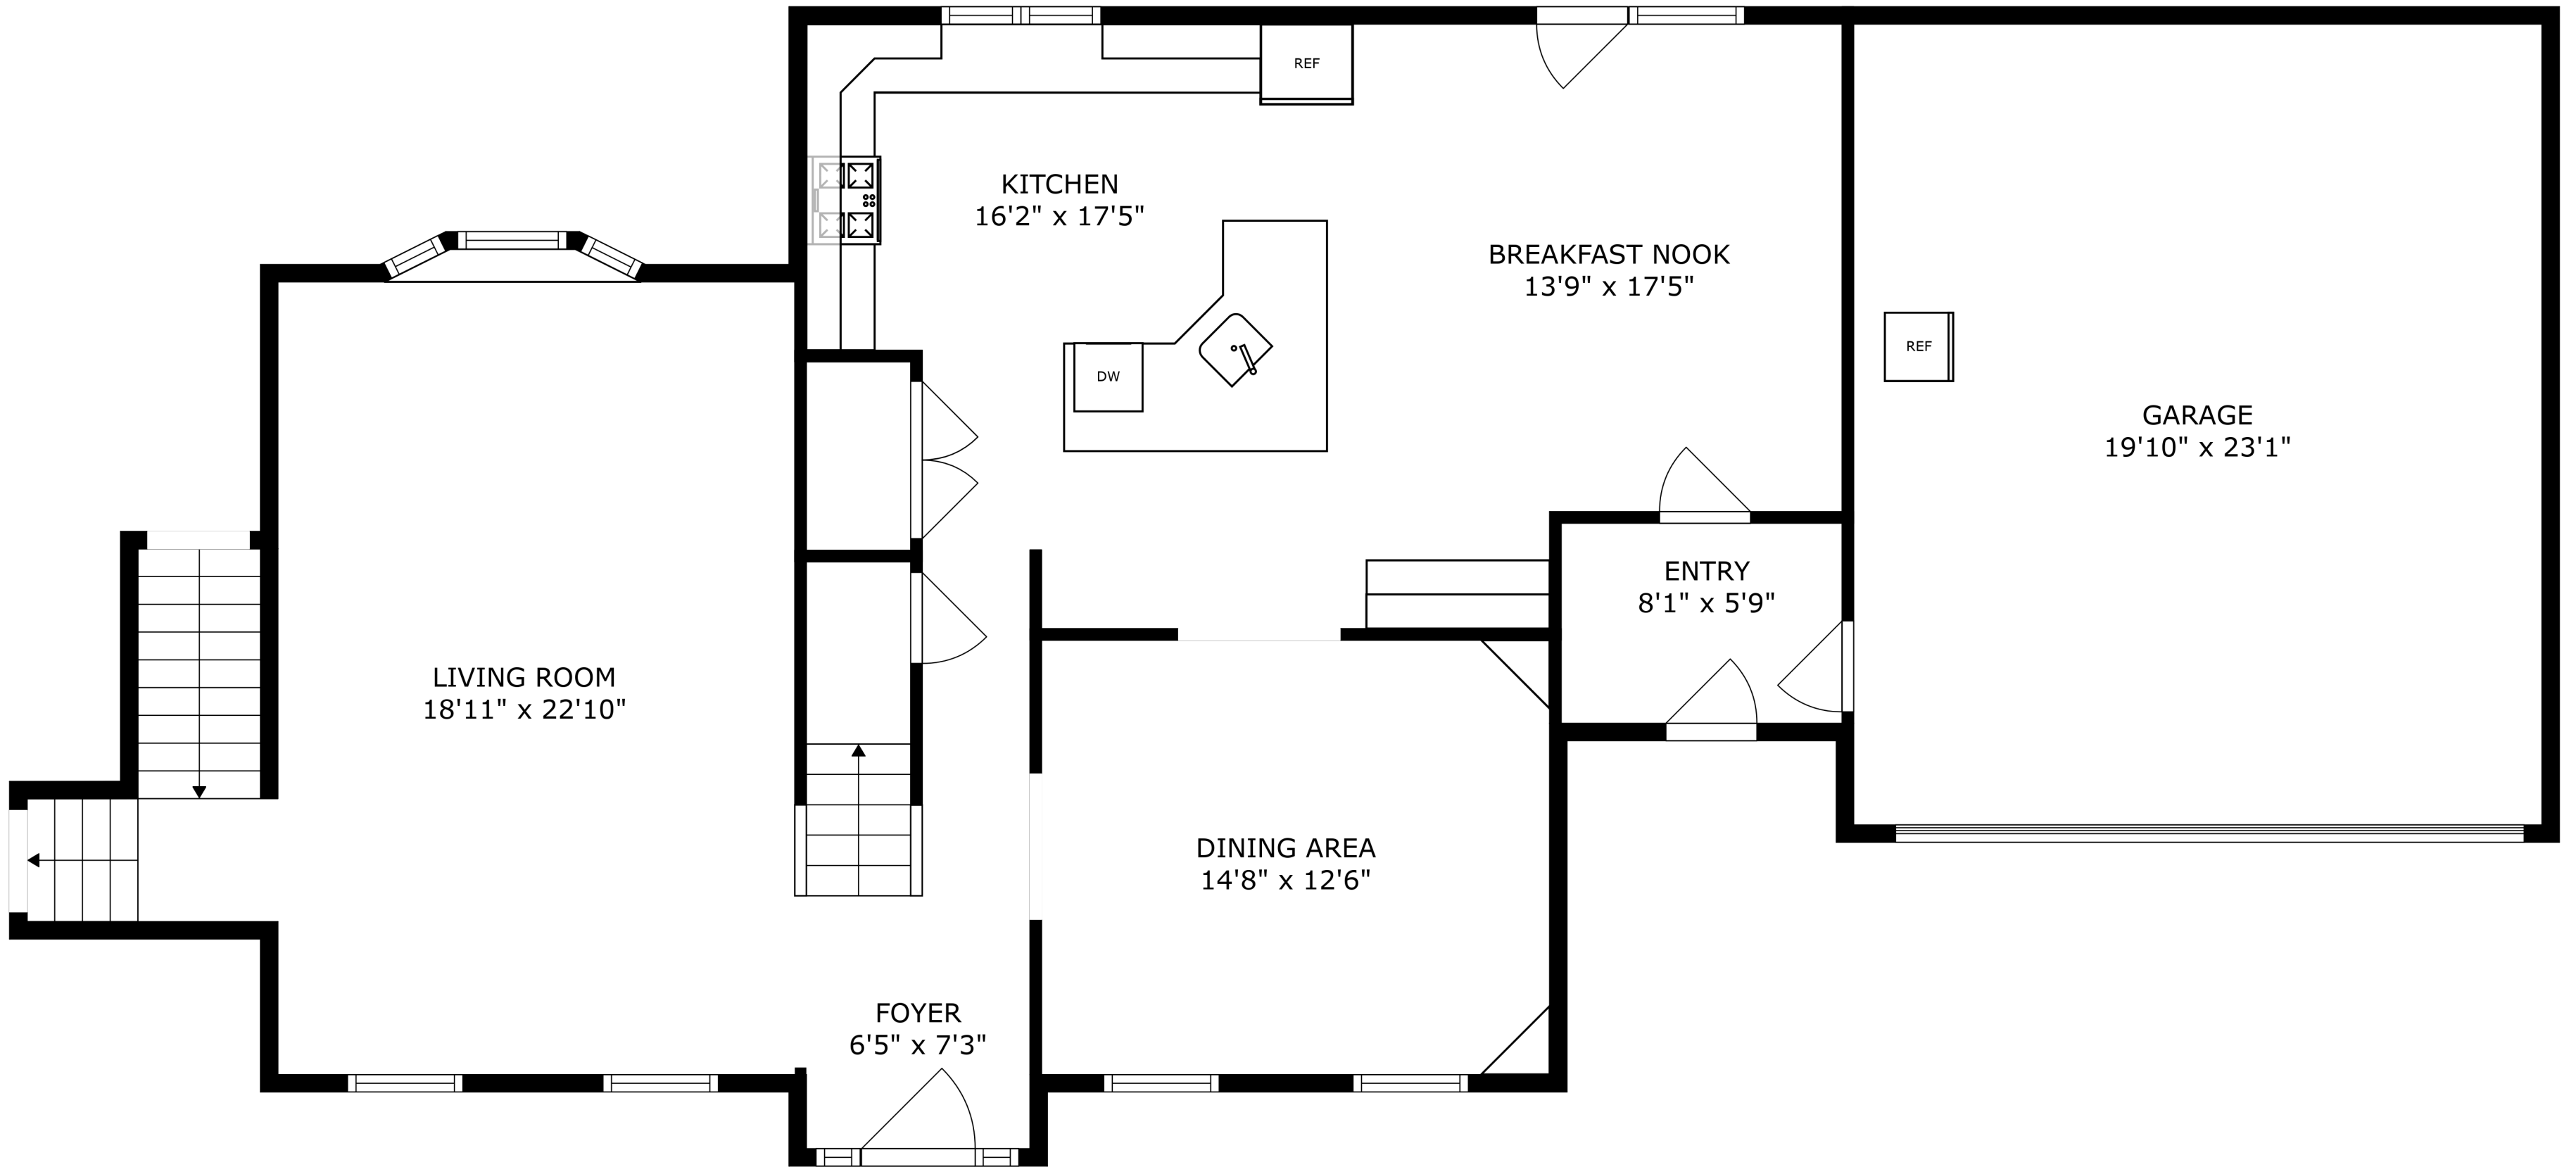 REF
KITCHEN
16'2" x 17'5"
BREAKFAST NOOK
13'9" x 17'5"
REF
DW
GARAGE
19'10" x 23'1"
ENTRY
8'1" x 5'9"
LIVING ROOM
18'11" x 22'10"
DINING AREA
14'8" x 12'6"
FOYER
6'5" x 7'3"